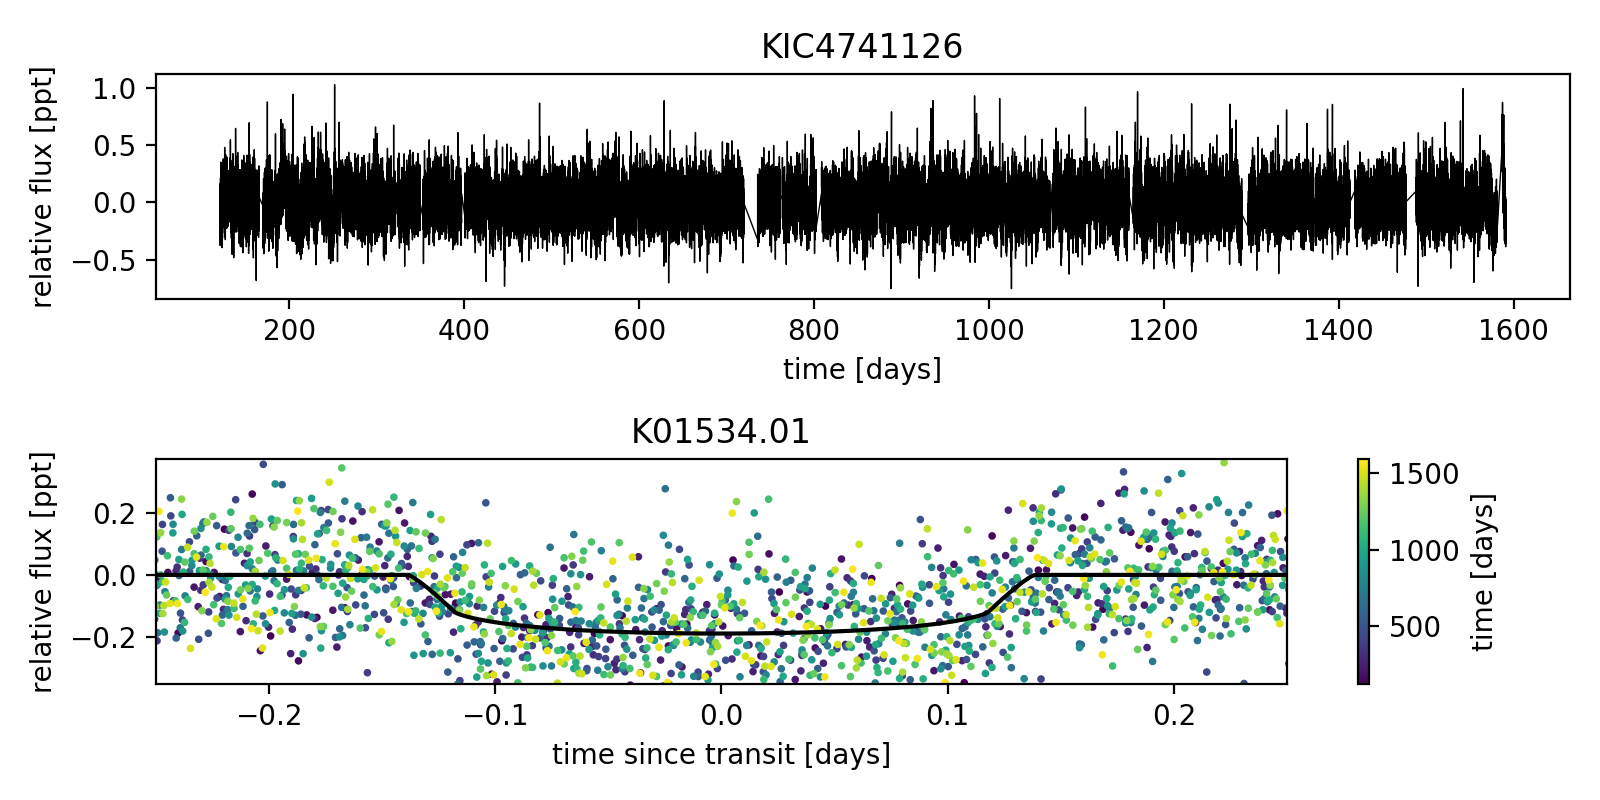 KIC4741126
relative flux [ppt]
1.0
0.5
0.0
−0.5
200 400 600 800 1000 1200 1400 1600
time [days]
K01534.01
relative flux [ppt]
0.2
0.0
−0.2
−0.2 −0.1 0.0 0.1 0.2
time since transit [days]
1500
1000
500
time [days]